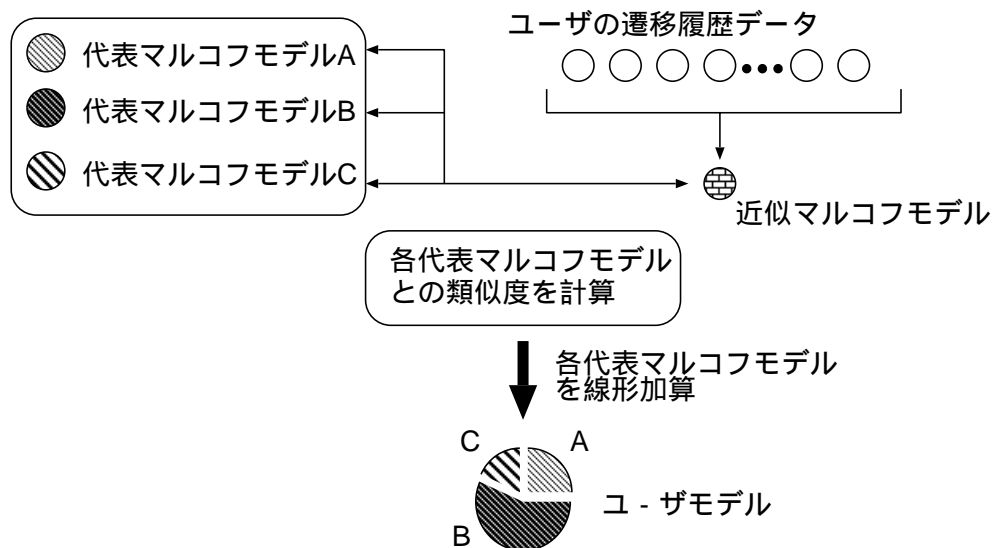 代表マルコフモデルA
代表マルコフモデルB
代表マルコフモデルC
ユーザの遷移履歴データ
近似マルコフモデル
各代表マルコフモデル
との類似度を計算
各代表マルコフモデル
を線形加算
C
A
B
ユ - ザモデル